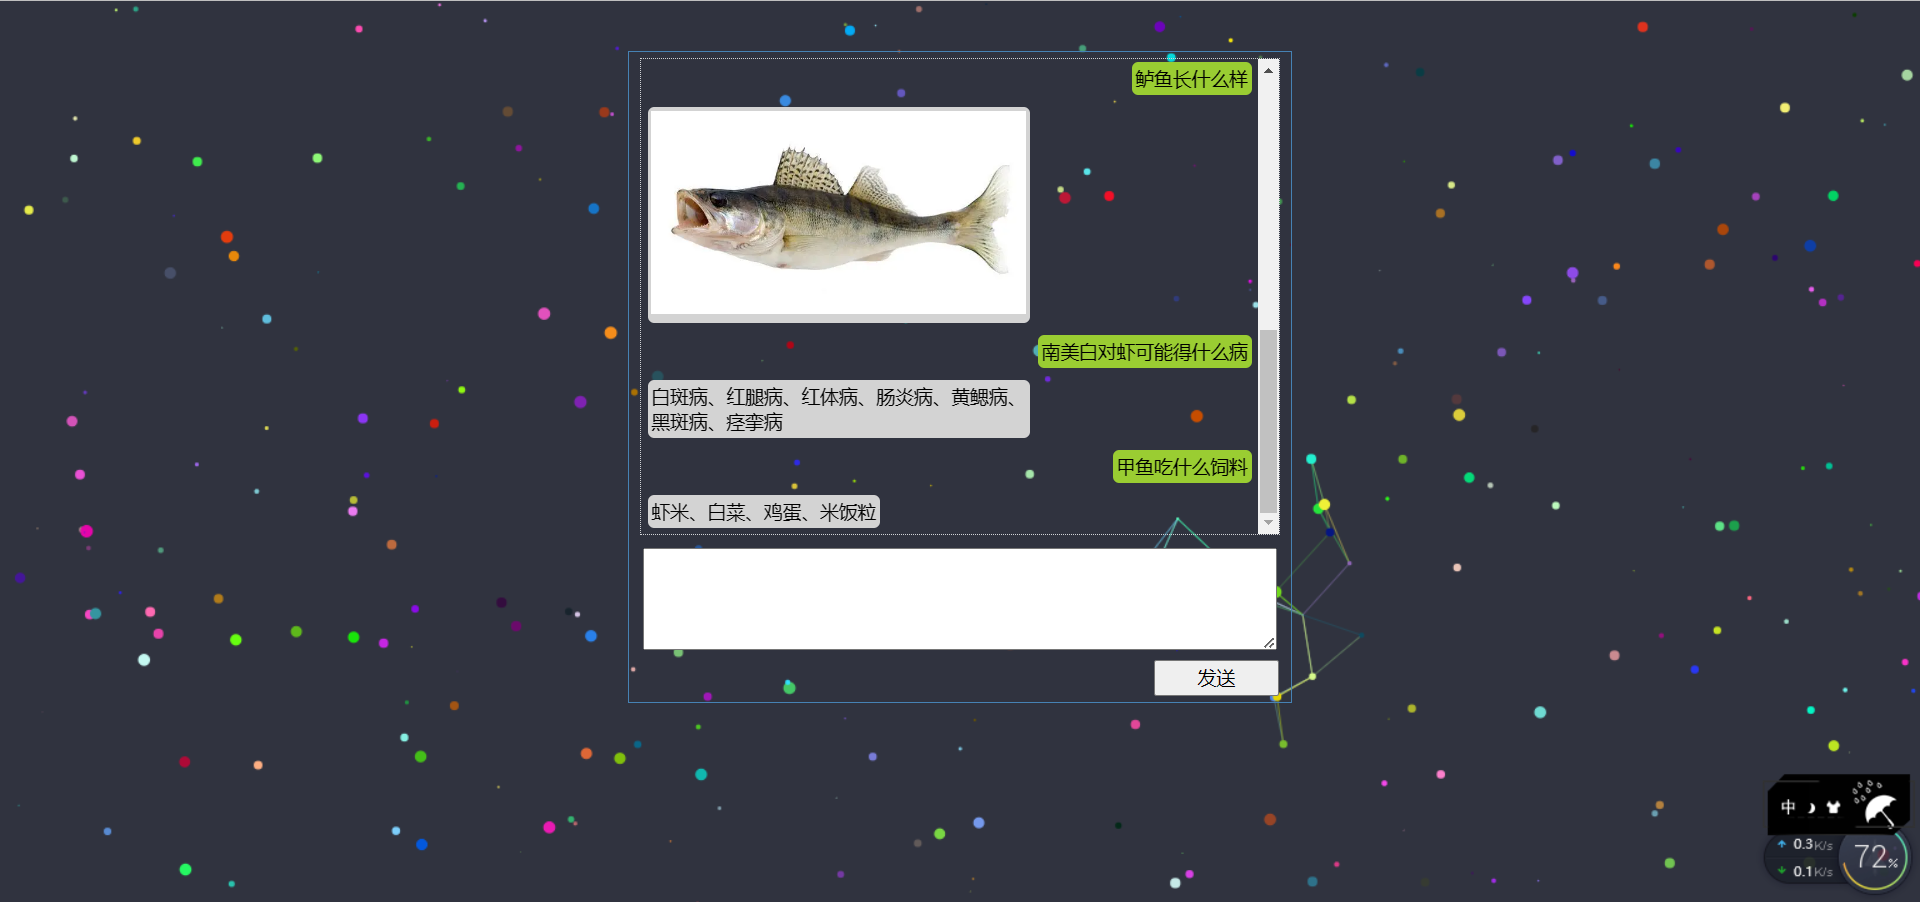 鲈鱼长什么样
南美白对虾可能得什么病
白斑病、红腿病、红体病、肠炎病、黄鳃病、
黑斑病、痉挛病
甲鱼吃什么饲料
虾米、白菜、鸡蛋、米饭粒
发送
中
0.3K/s
0.1K/s
72%